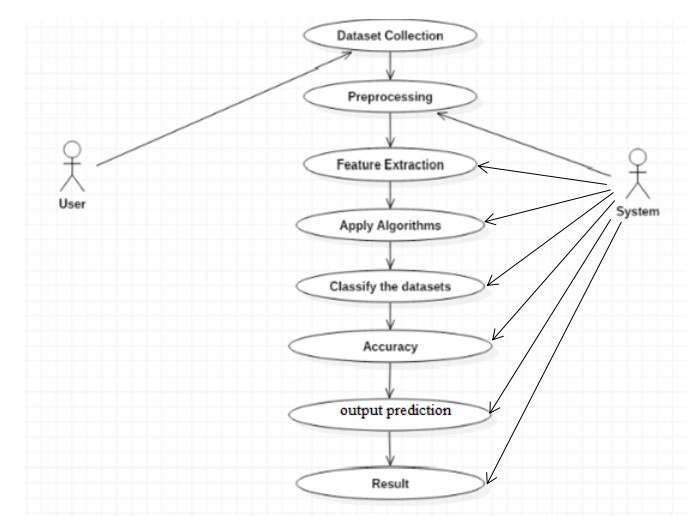 Dataset Collection
Preprocessing
Feature Extraction
User
System
Apply Algorithms
Classify the datasets
Accuracy
output prediction
Result